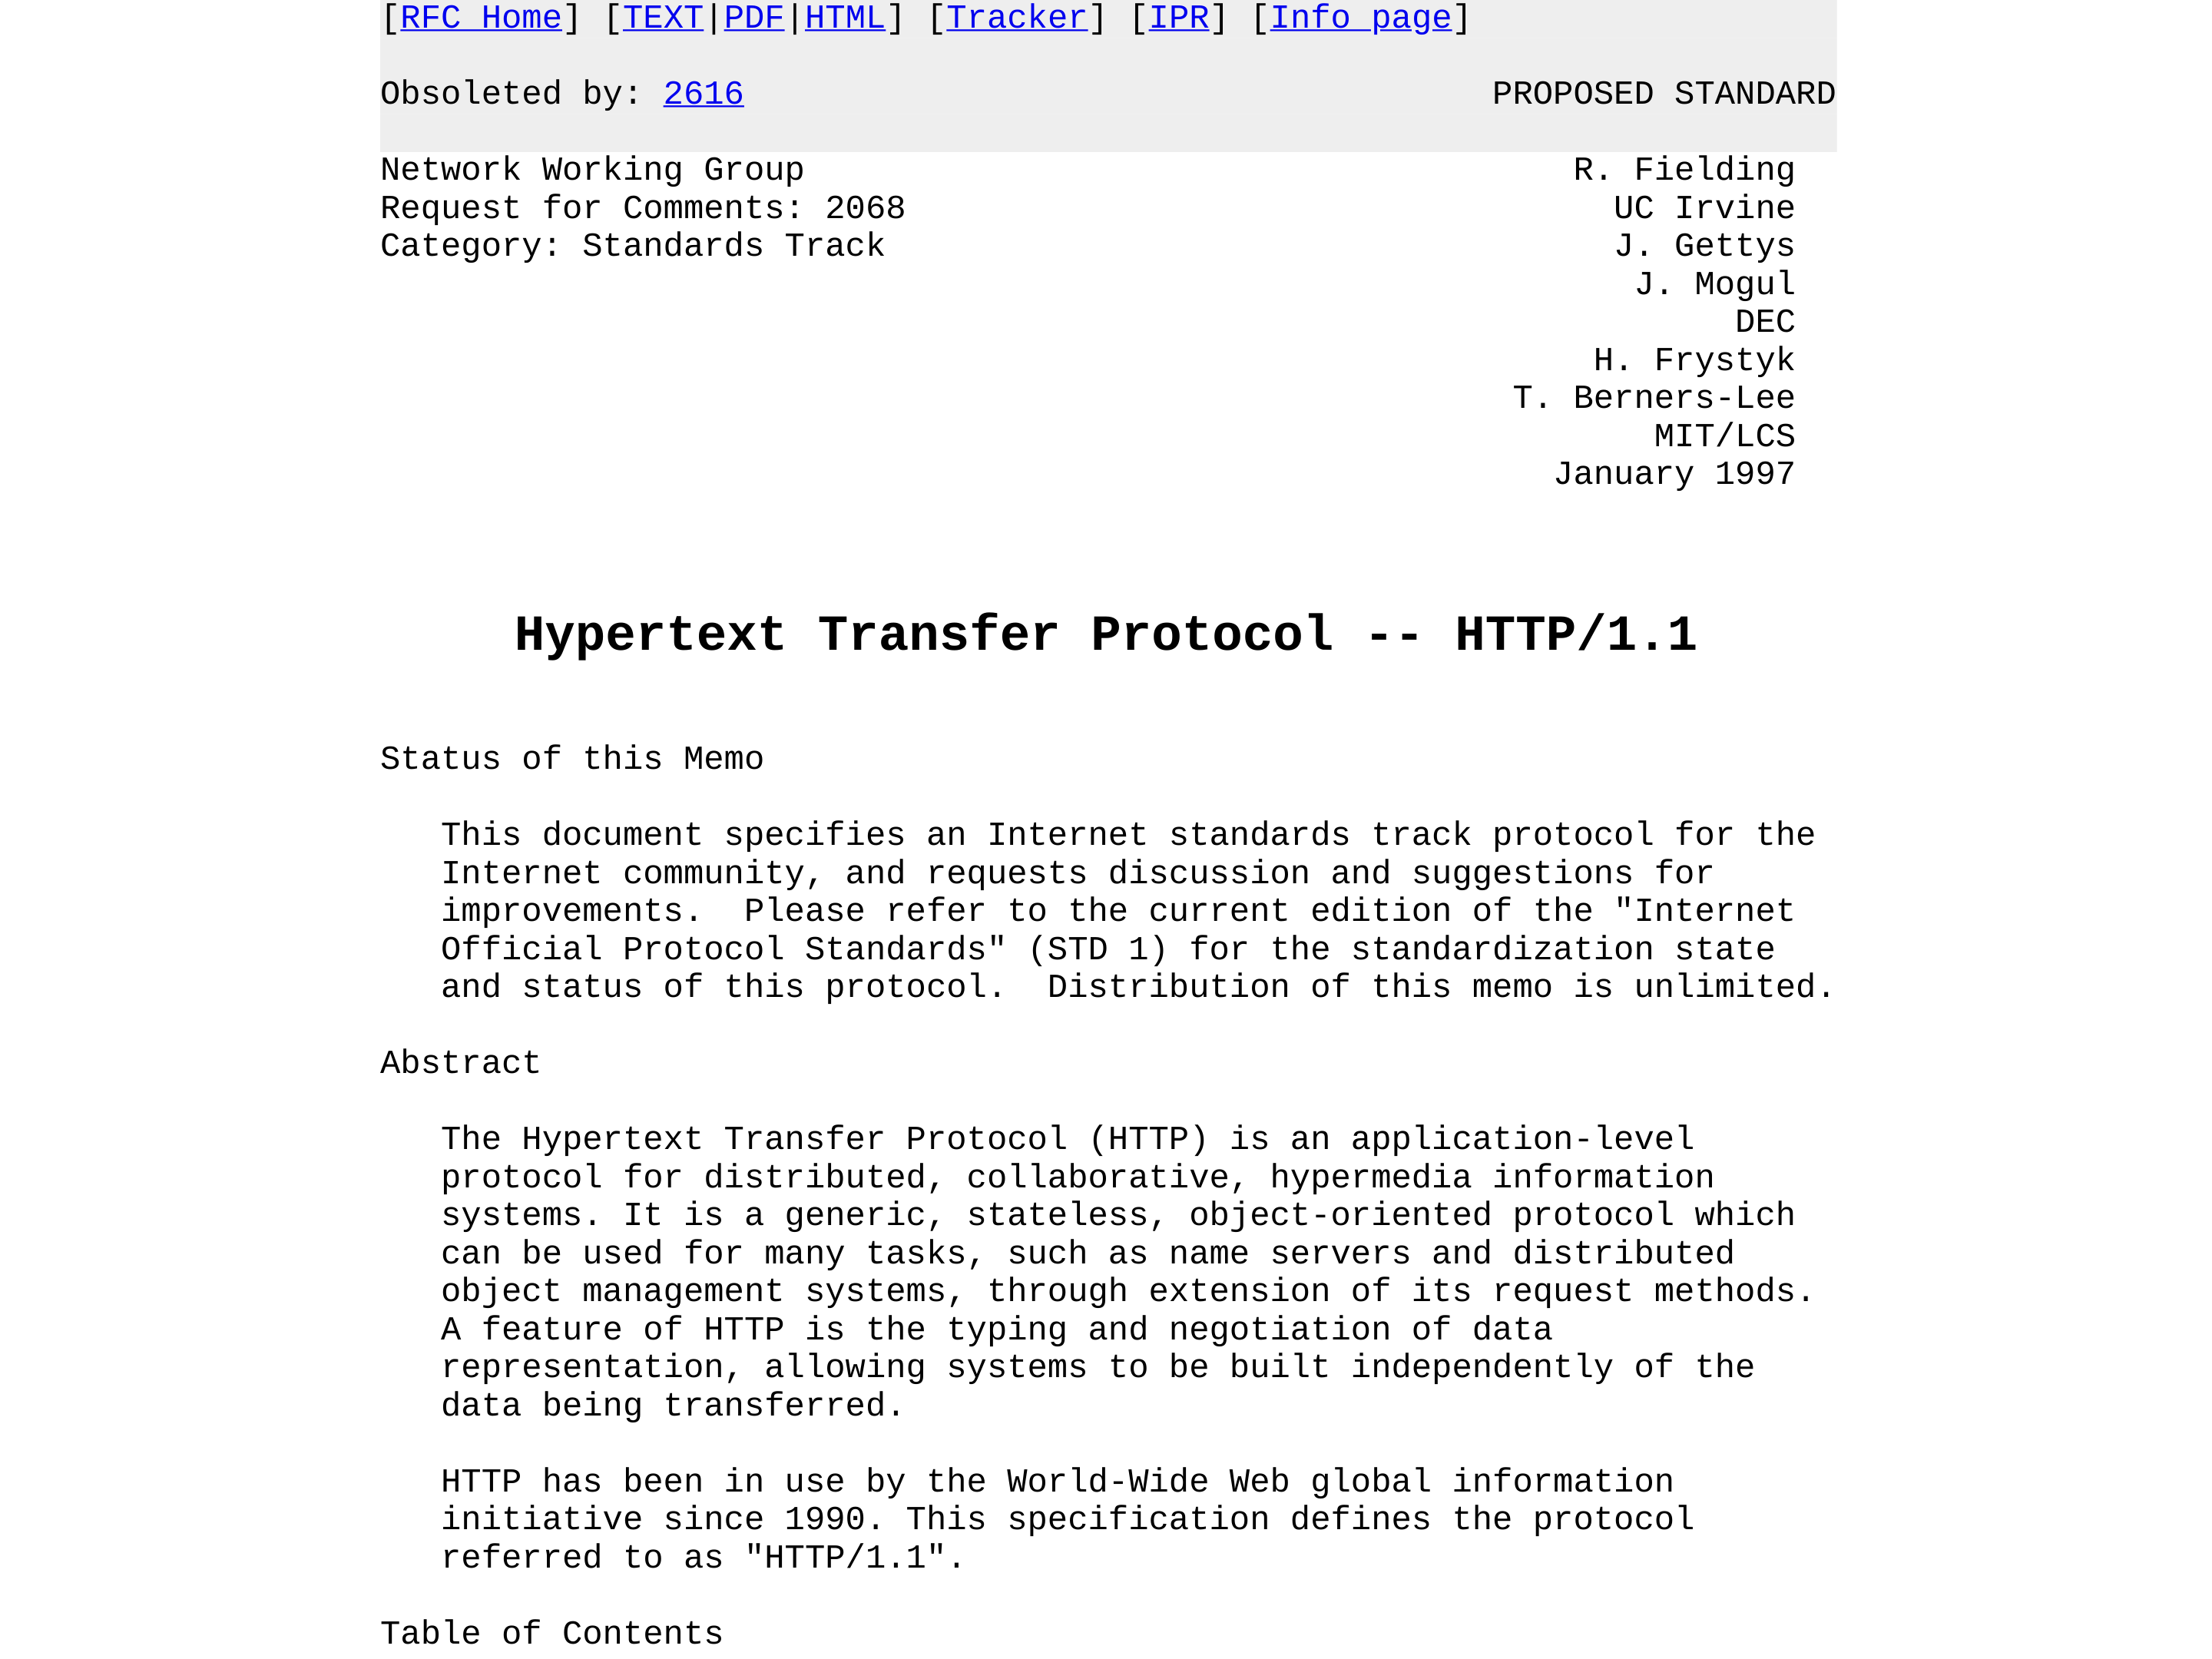 [RFC Home] [TEXT|PDF|HTML] [Tracker] [IPR] [Info page]
Obsoleted by: 2616 PROPOSED STANDARD
Network Working Group R. Fielding
Request for Comments: 2068 UC Irvine
Category: Standards Track J. Gettys
J. Mogul
DEC
H. Frystyk
T. Berners-Lee
MIT/LCS
January 1997
Hypertext Transfer Protocol -- HTTP/1.1
Status of this Memo
This document specifies an Internet standards track protocol for the
Internet community, and requests discussion and suggestions for
improvements.  Please refer to the current edition of the "Internet
Official Protocol Standards" (STD 1) for the standardization state
and status of this protocol.  Distribution of this memo is unlimited.
Abstract
The Hypertext Transfer Protocol (HTTP) is an application-level
protocol for distributed, collaborative, hypermedia information
systems. It is a generic, stateless, object-oriented protocol which
can be used for many tasks, such as name servers and distributed
object management systems, through extension of its request methods.
A feature of HTTP is the typing and negotiation of data
representation, allowing systems to be built independently of the
data being transferred.
HTTP has been in use by the World-Wide Web global information
initiative since 1990. This specification defines the protocol
referred to as "HTTP/1.1".
Table of Contents